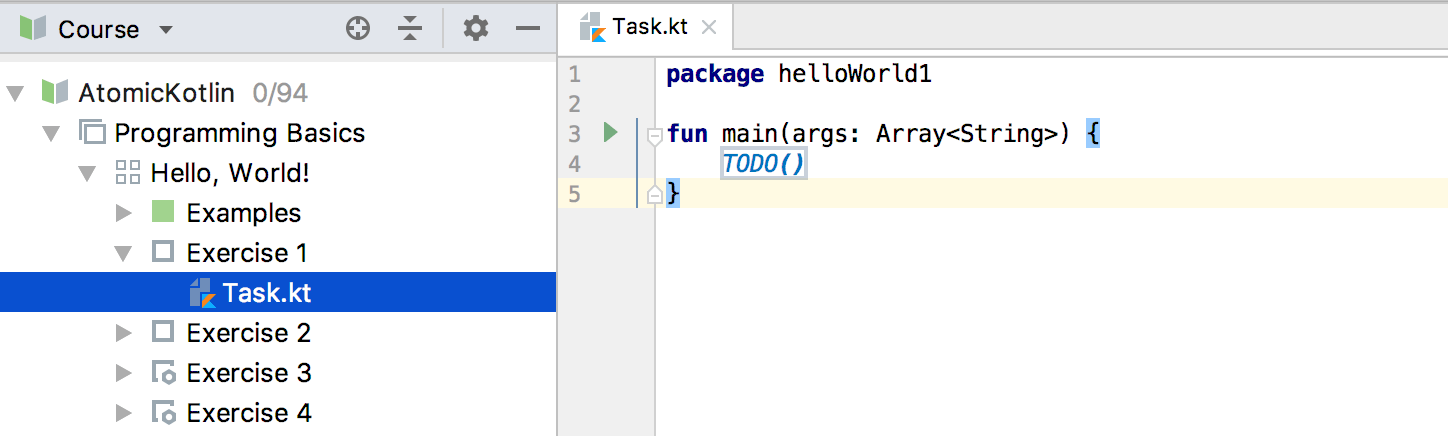 Course
AtomicKotlin 0/94
Programming Basics
Hello, World!
Examples
Exercise 1
Task.kt
Exercise 2
Exercise 3
Exercise 4
Task.kt
1 package helloWorld1
2
3 fun main(args: Array<String>) {
4 TODO()
5 }